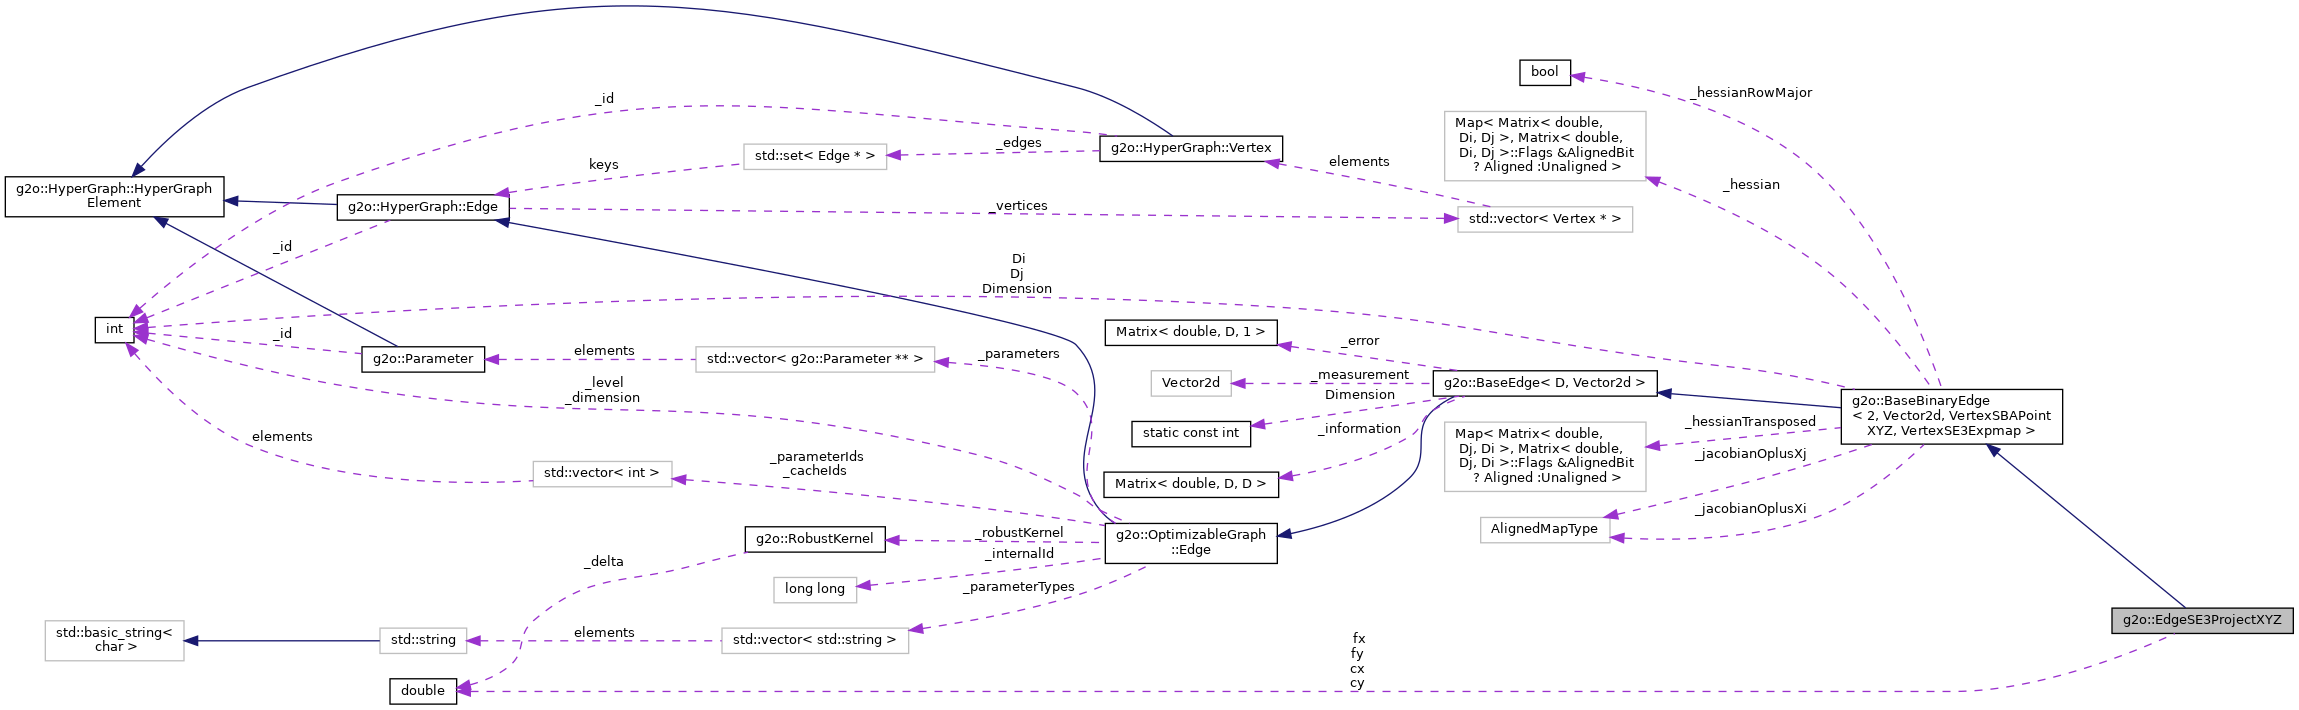 bool
_hessianRowMajor
_id
Map< Matrix< double,
Di, Dj >, Matrix< double,
Di, Dj >::Flags &AlignedBit
? Aligned :Unaligned >
_edges
g2o::HyperGraph::Vertex
std::set< Edge * >
keys
elements
_hessian
g2o::HyperGraph::HyperGraph
Element
g2o::HyperGraph::Edge
_vertices
std::vector< Vertex * >
_id
Di
Dj
Dimension
int
_id
g2o::Parameter
elements
std::vector< g2o::Parameter ** >
_parameters
Matrix< double, D, 1 >
_error
Vector2d
_measurement
Dimension
g2o::BaseEdge< D, Vector2d >
static const int
_information
Matrix< double, D, D >
g2o::BaseBinaryEdge
< 2, Vector2d, VertexSBAPoint
XYZ, VertexSE3Expmap >
_level
_dimension
elements
std::vector< int >
_parameterIds
_cacheIds
_hessianTransposed
Map< Matrix< double,
Dj, Di >, Matrix< double,
Dj, Di >::Flags &AlignedBit
? Aligned :Unaligned >
_jacobianOplusXj
_jacobianOplusXi
AlignedMapType
g2o::RobustKernel
_robustKernel
_internalId
g2o::OptimizableGraph
::Edge
_delta
long long
_parameterTypes
std::basic_string<
char >
std::string
elements
std::vector< std::string >
g2o::EdgeSE3ProjectXYZ
fx
fy
cx
cy
double